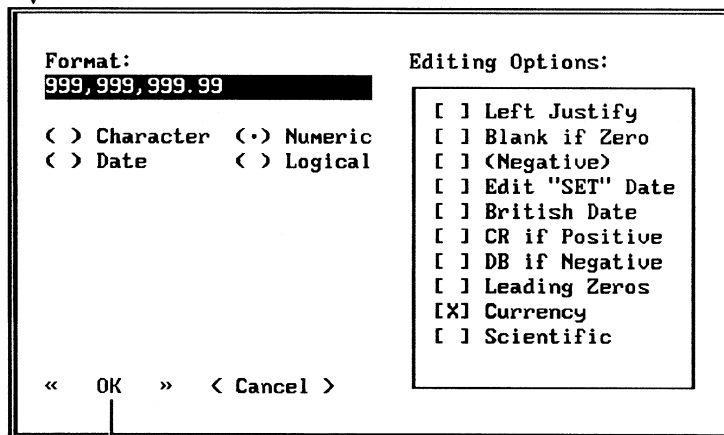 Format:
999,999,999.99
( ) Character (·) Numeric
( ) Date ( ) Logical
« OK » < Cancel >
Editing Options:
[ ] Left Justify
[ ] Blank if Zero
[ ] (Negative)
[ ] Edit "SET" Date
[ ] British Date
[ ] CR if Positive
[ ] DB if Negative
[ ] Leading Zeros
[X] Currency
[ ] Scientific